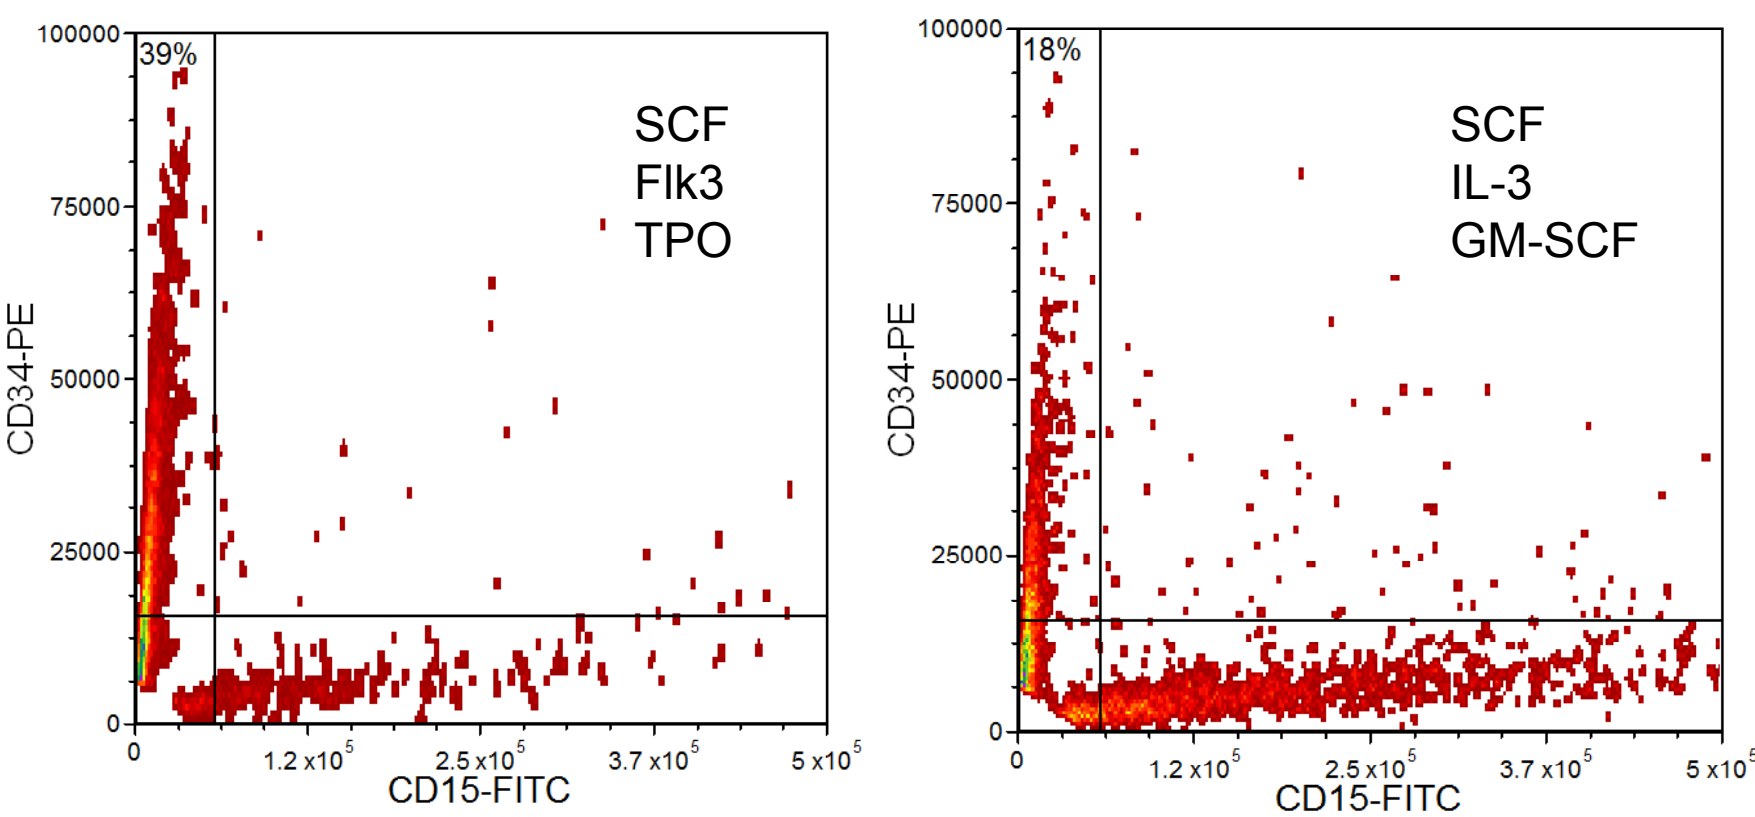 100000
39%
SCF
Flk3
TPO
75000
50000
25000
0
CD34-PE
0
1.2 x10^5
2.5 x10^5
3.7 x10^5
5 x10^5
CD15-FITC
100000
18%
SCF
IL-3
GM-SCF
75000
50000
25000
0
CD34-PE
0
1.2 x10^5
2.5 x10^5
3.7 x10^5
5 x10^5
CD15-FITC